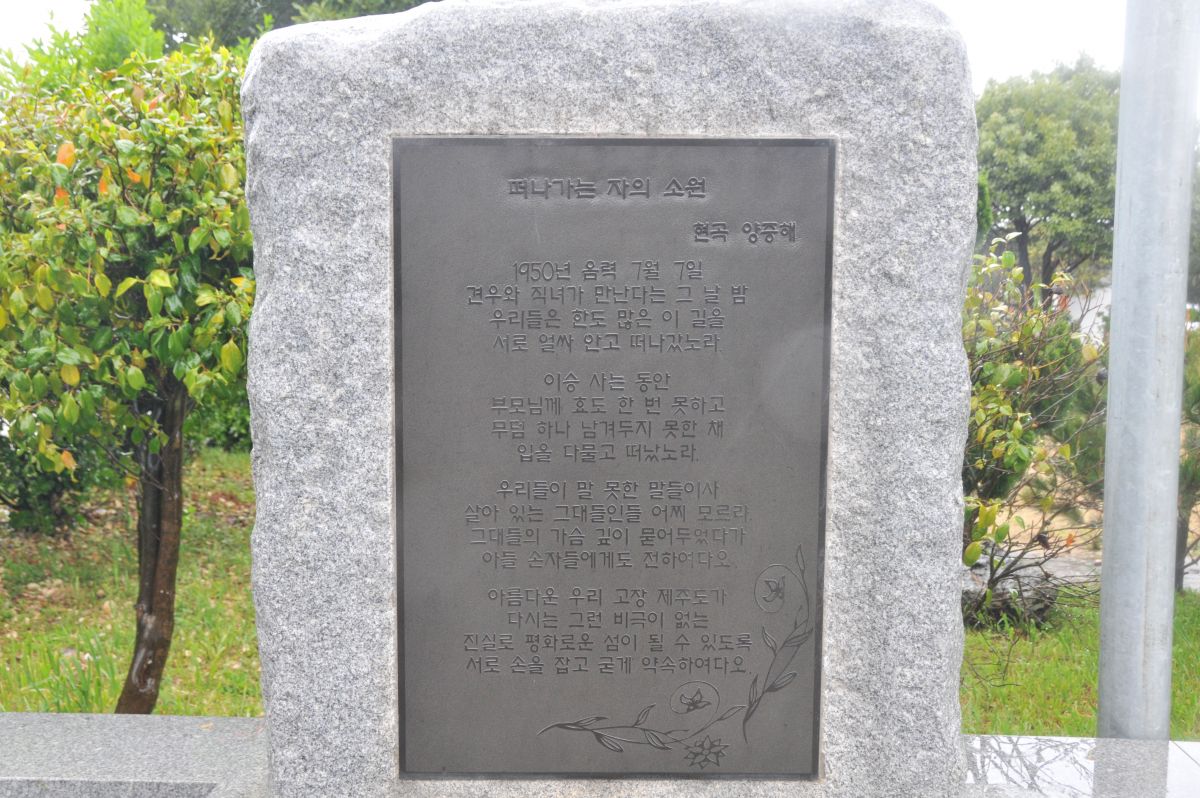 떠나가는 자의 소원
현곡 양중해
1950년 음력 7월 7일
견우와 직녀가 만난다는 그 날 밤
우리들은 한도 많은 이 길을
서로 얼싸 안고 떠나갔노라.
이승 사는 동안
부모님께 효도 한 번 못하고
무덤 하나 남겨두지 못한 채
입을 다물고 떠났노라.
우리들이 말 못한 말들이사
살아 있는 그대들인들 어찌 모르랴.
그대들의 가슴 깊이 묻어두었다가
아들 손자들에게도 전하여다오.
아름다운 우리 고장 제주도가
다시는 그런 비극이 없는
진실로 평화로운 섬이 될 수 있도록
서로 손을 잡고 굳게 약속하여다오.